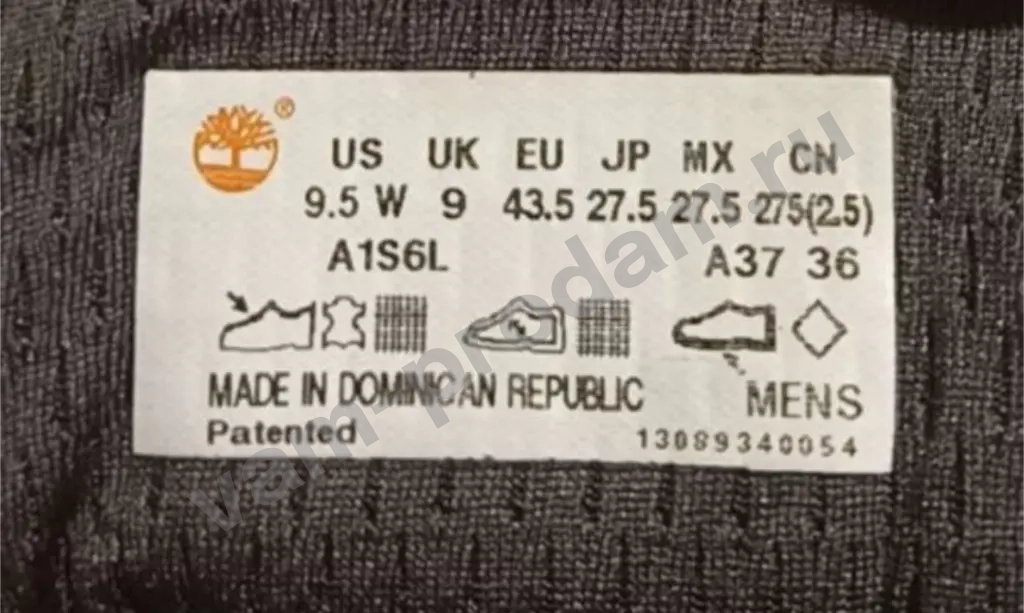 ®
US UK EU JP MX CN
9.5 W 9 43.5 27.5 27.5 275(2.5)
A1S6L A37 36
MADE IN DOMINICAN REPUBLIC
MENS
Patented
13089340054
vam-prodam.ru